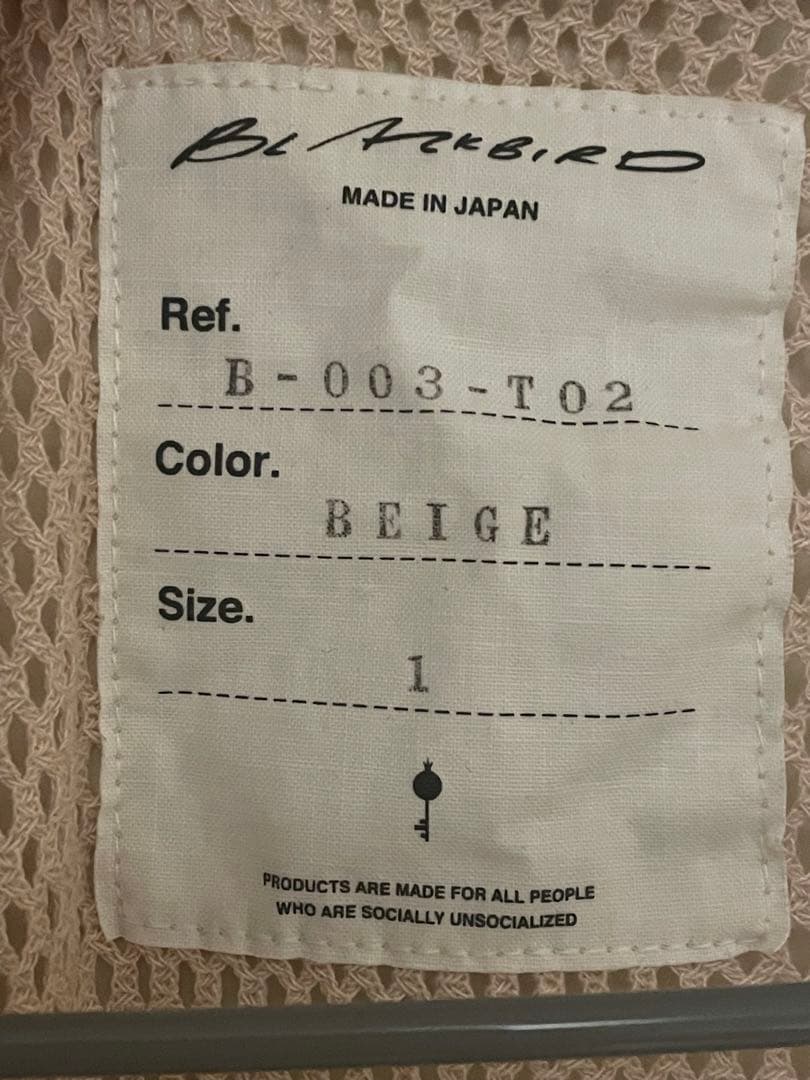 BLACKBIRD
MADE IN JAPAN
Ref.
B-003-T02
Color.
BEIGE
Size.
1
PRODUCTS ARE MADE FOR ALL PEOPLE
WHO ARE SOCIALLY UNSOCIALIZED